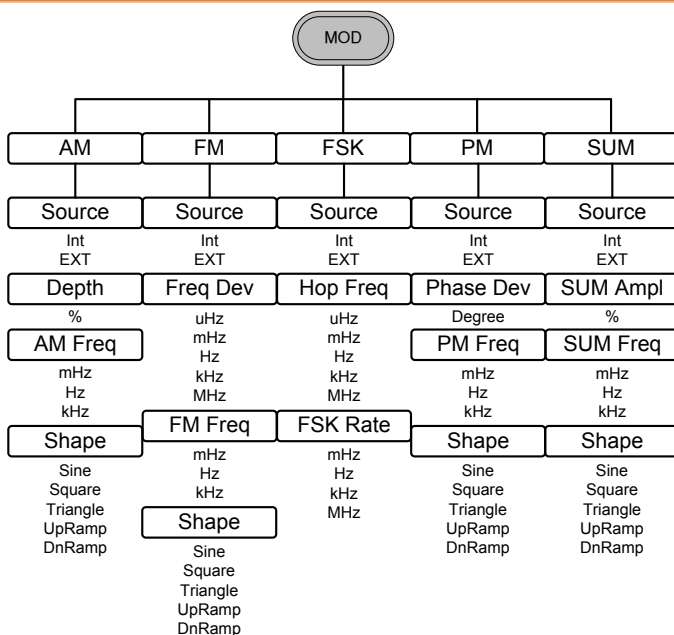 MOD
AM
FM
FSK
PM
SUM
Source
Int
EXT
Depth
%
AM Freq
mHz
Hz
kHz
Shape
Sine
Square
Triangle
UpRamp
DnRamp
Source
Int
EXT
Freq Dev
uHz
mHz
Hz
kHz
MHz
FM Freq
mHz
Hz
kHz
Shape
Sine
Square
Triangle
UpRamp
DnRamp
Source
Int
EXT
Hop Freq
uHz
mHz
Hz
kHz
MHz
FSK Rate
mHz
Hz
kHz
MHz
Source
Int
EXT
Phase Dev
Degree
PM Freq
mHz
Hz
kHz
Shape
Sine
Square
Triangle
UpRamp
DnRamp
Source
Int
EXT
SUM Ampl
%
SUM Freq
mHz
Hz
kHz
Shape
Sine
Square
Triangle
UpRamp
DnRamp